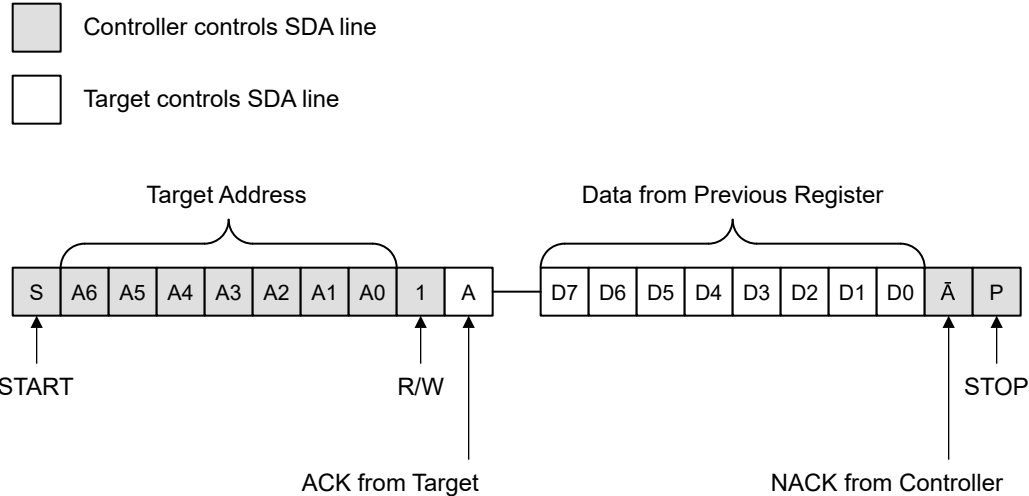 Controller controls SDA line
Target controls SDA line
Target Address
Data from Previous Register
S A6 A5 A4 A3 A2 A1 A0 1 A D7 D6 D5 D4 D3 D2 D1 D0 Ā P
START
R/W
STOP
ACK from Target
NACK from Controller